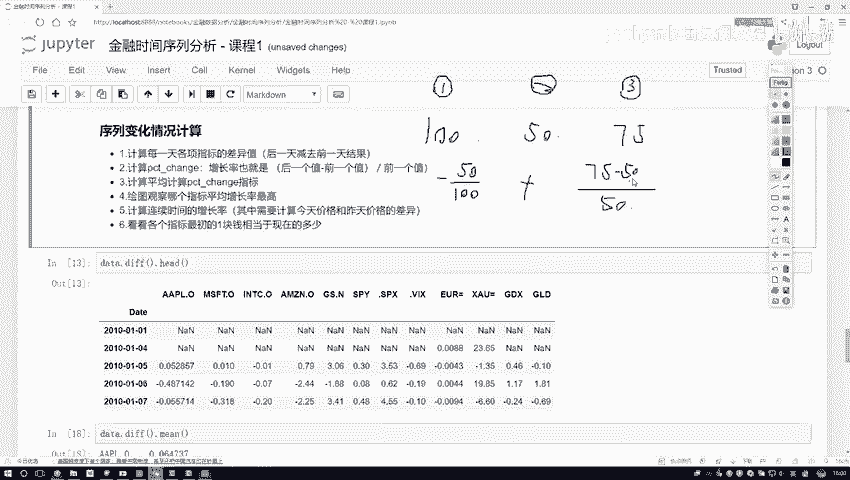 金融时间序列分析 - 课程1
jupyter 金融时间序列分析 - 课程1 (unsaved changes)
Logout
File Edit View Insert Cell Kernel Widgets Help
Trusted
Markdown
① ② ③
100 50 75
- 50/100 + 75-50/50
序列变化情况计算
1.计算每一天各项指标的差异值（后一天减去前一天结果）
2.计算pct_change：增长率也就是 （后一个值-前一个值）/ 前一个值）
3.计算平均计算pct_change指标
4.绘图观察哪个指标平均增长率最高
5.计算连续时间的增长率（其中需要计算今天价格和昨天价格的差异）
6.看看各个指标最初的1块钱相当于现在的多少
In [13]: data.diff().head()
Out[13]:
AAPL.O MSFT.O INTC.O AMZN.O GS.N SPY .SPX .VIX EUR= XAU= GDX GLD
Date
2010-01-01 NaN NaN NaN NaN NaN NaN NaN NaN NaN NaN NaN NaN
2010-01-04 NaN NaN NaN NaN NaN NaN NaN NaN 0.0088 23.65 NaN NaN
2010-01-05 0.052857 0.010 -0.01 0.79 3.06 0.30 3.53 -0.69 -0.0043 -1.35 0.46 -0.10
2010-01-06 -0.487142 -0.190 -0.07 -2.44 -1.88 0.08 0.62 -0.19 0.0044 19.85 1.17 1.81
2010-01-07 -0.055714 -0.318 -0.20 -2.25 3.41 0.48 4.55 -0.10 -0.0094 -6.60 -0.24 -0.69
In [18]: data.diff().mean()
Out[18]: AAPL.O 0.064737